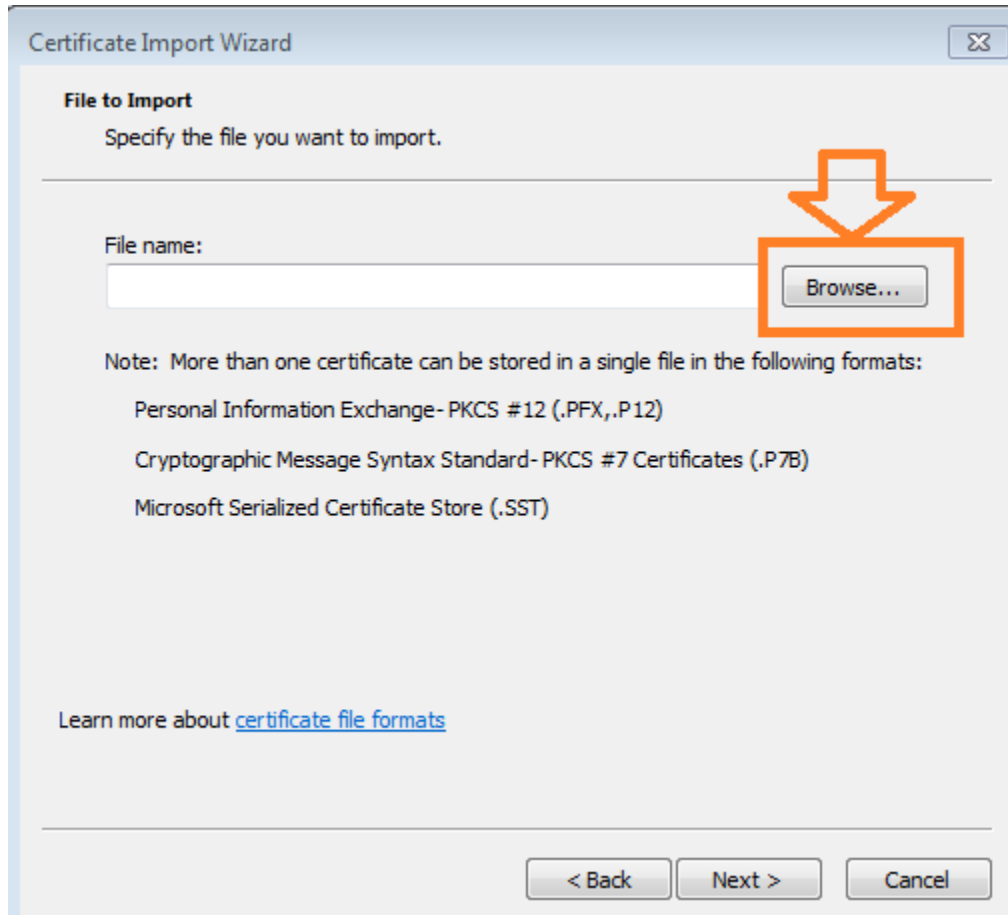 Certificate Import Wizard
File to Import
Specify the file you want to import.
File name:
Browse...
Note:  More than one certificate can be stored in a single file in the following formats:
Personal Information Exchange- PKCS #12 (.PFX,.P12)
Cryptographic Message Syntax Standard- PKCS #7 Certificates (.P7B)
Microsoft Serialized Certificate Store (.SST)
Learn more about certificate file formats
< Back Next > Cancel